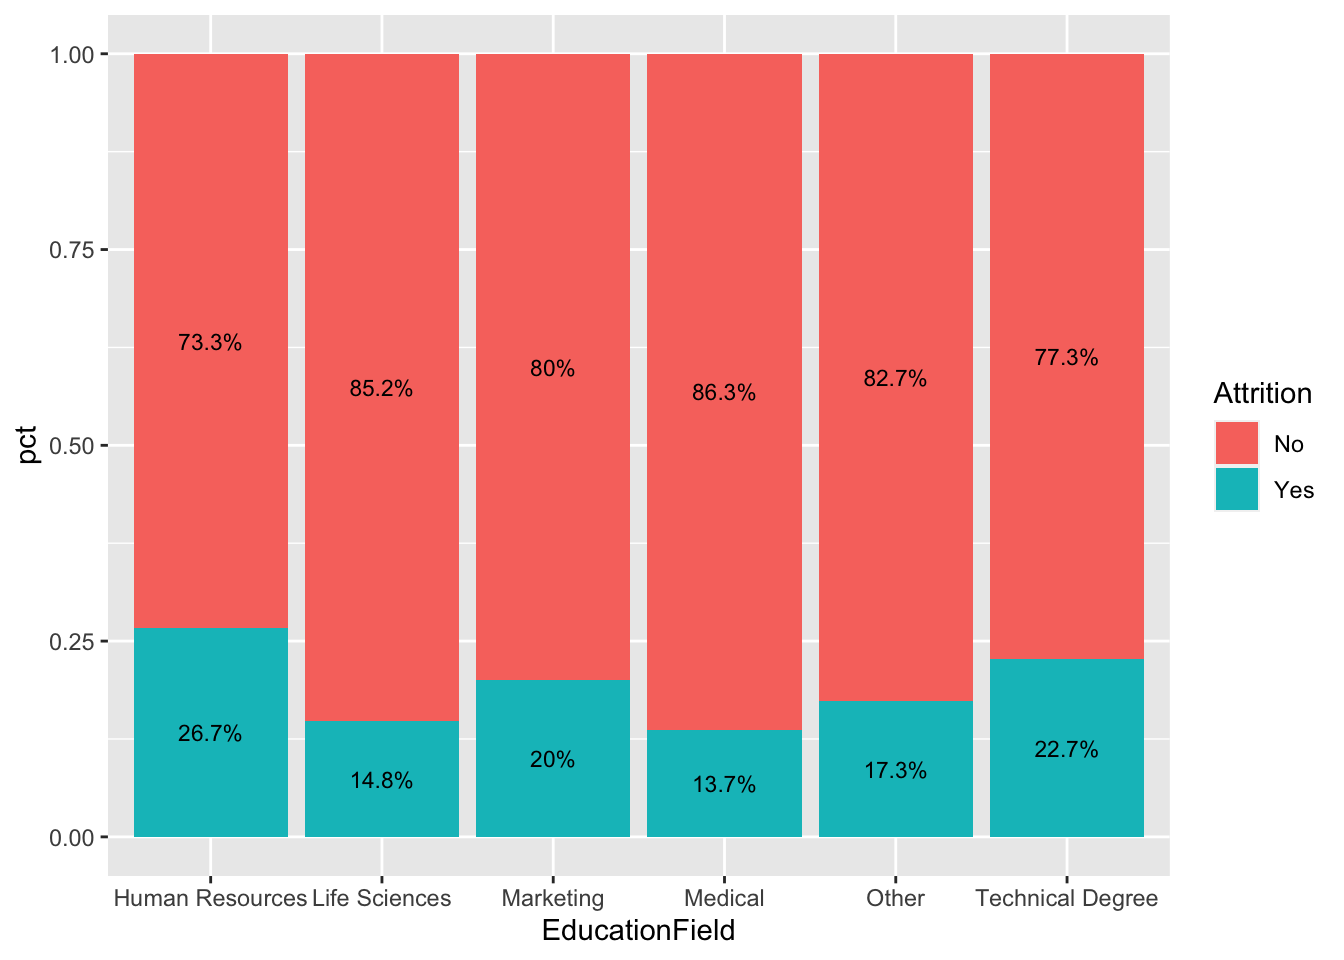 1.00
0.75
0.50
0.25
0.00
pct
73.3%
85.2%
80%
86.3%
82.7%
77.3%
26.7%
14.8%
20%
13.7%
17.3%
22.7%
Human Resources
Life Sciences
Marketing
Medical
Other
Technical Degree
EducationField
Attrition
No
Yes